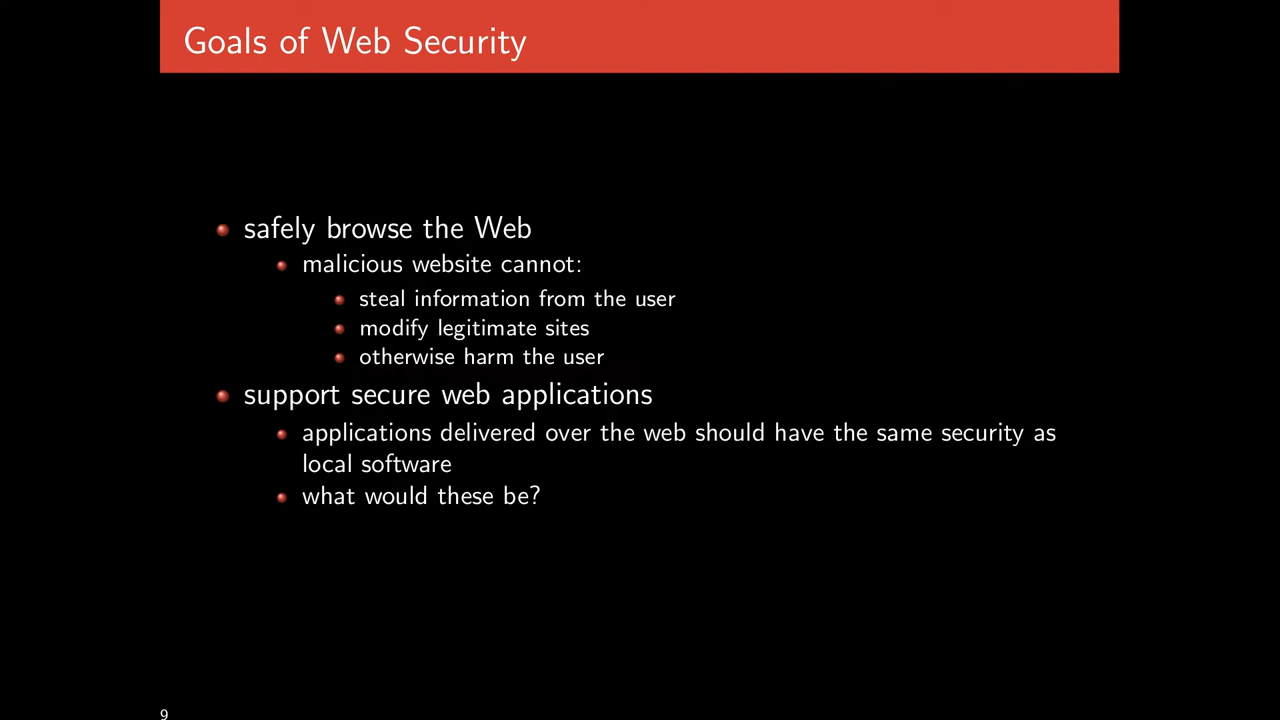 Goals of Web Security
safely browse the Web
malicious website cannot:
steal information from the user
modify legitimate sites
otherwise harm the user
support secure web applications
applications delivered over the web should have the same security as
local software
what would these be?
9